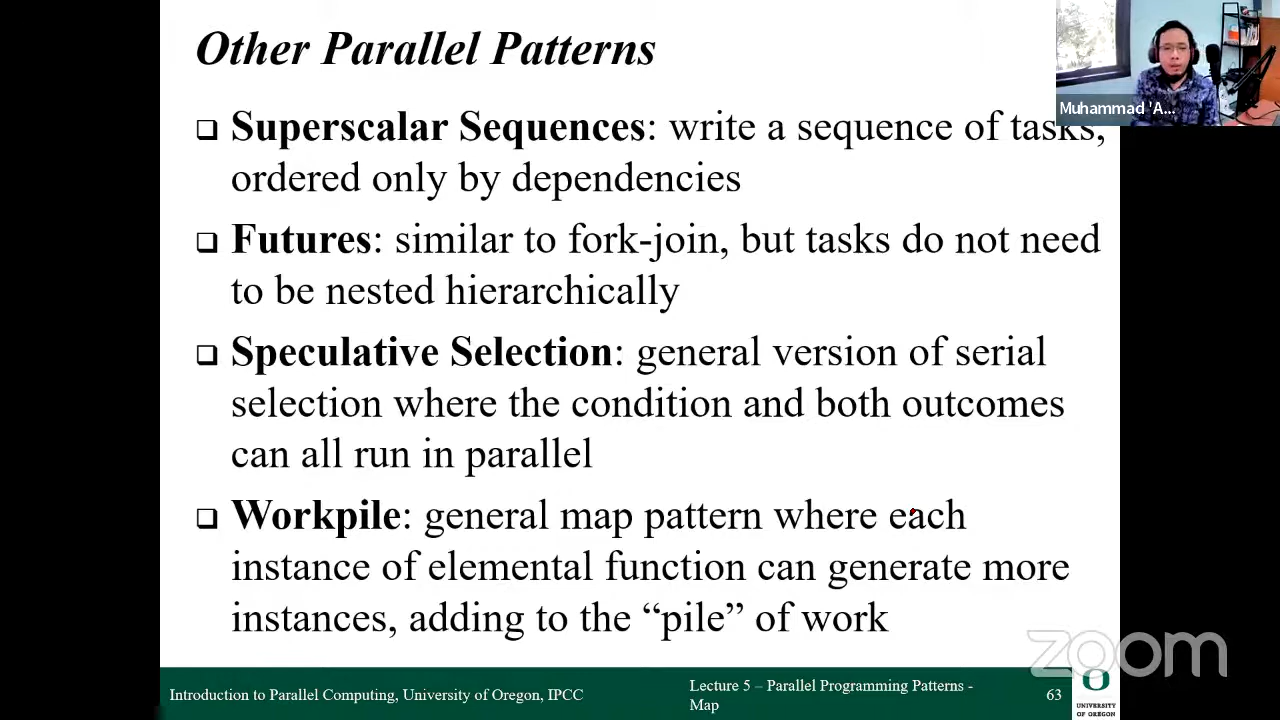 Other Parallel Patterns
Muhammad 'A...
Superscalar Sequences: write a sequence of tasks,
ordered only by dependencies
Futures: similar to fork-join, but tasks do not need
to be nested hierarchically
Speculative Selection: general version of serial
selection where the condition and both outcomes
can all run in parallel
Workpile: general map pattern where each
instance of elemental function can generate more
instances, adding to the “pile” of work
zoom
Introduction to Parallel Computing, University of Oregon, IPCC
Lecture 5 – Parallel Programming Patterns -
Map
63
O
UNIVERSITY
OF OREGON